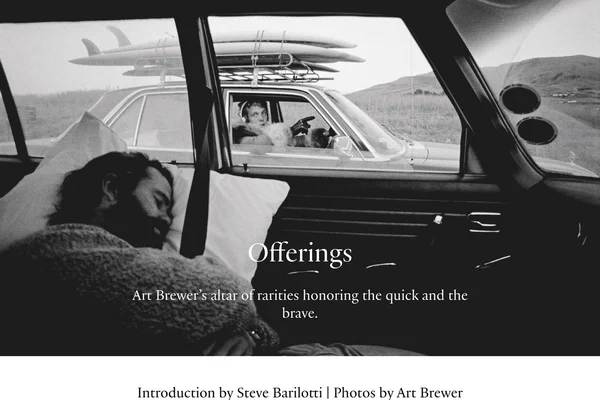 Offerings
Art Brewer's altar of rarities honoring the quick and the
brave.
Introduction by Steve Barilotti | Photos by Art Brewer